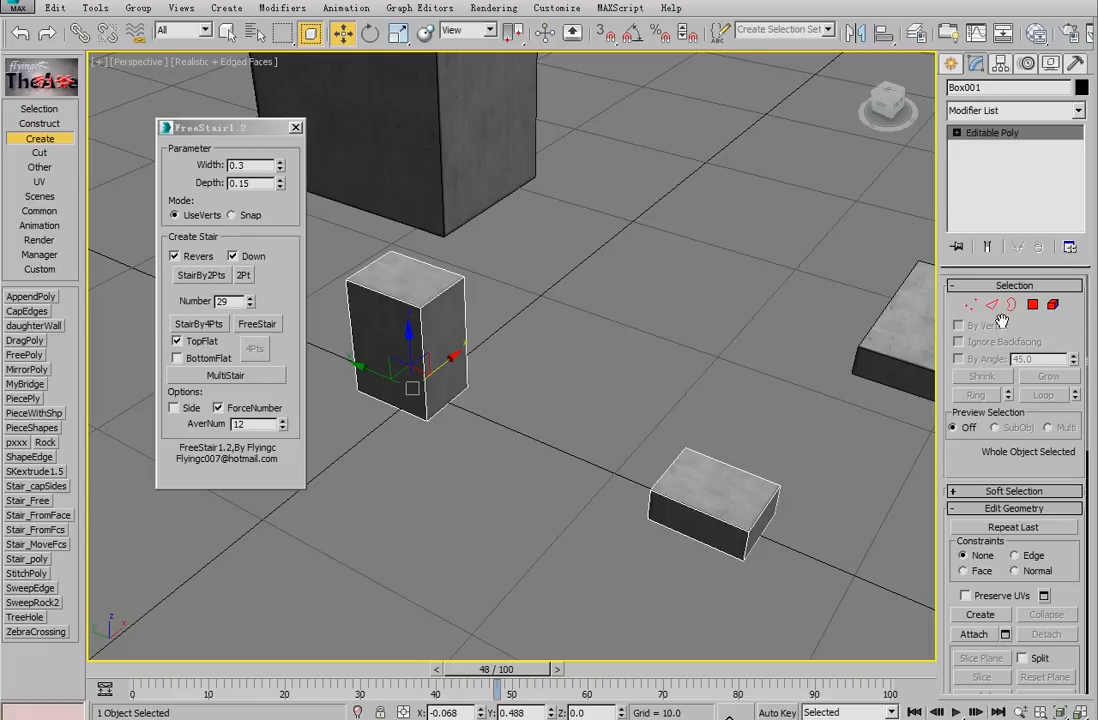 MAX Edit Tools Group Views Create Modifiers Animation Graph Editors Rendering Customize MAXScript Help
All View Create Selection Set
[+] [Perspective] [Realistic + Edged Faces]
flyingc
Selection
Construct
Create
Cut
Other
UV
Scenes
Common
Animation
Render
Manager
Custom
AppendPoly
CapEdges
daughterWall
DragPoly
FreePoly
MirrorPoly
MyBridge
PiecePly
PieceWithShp
PieceShapes
pxxx Rock
ShapeEdge
SKextrude1.5
Stair_capSides
Stair_Free
Stair_FromFace
Stair_FromFcs
Stair_MoveFcs
Stair_poly
StitchPoly
SweepEdge
SweepRock2
TreeHole
ZebraCrossing
FreeStair1.2
Parameter
Width: 0.3
Depth: 0.15
Mode:
UseVerts Snap
Create Stair
Revers Down
StairBy2Pts 2Pt
Number 29
StairBy4Pts FreeStair
TopFlat
BottomFlat 4Pts
MultiStair
Options:
Side ForceNumber
AverNum 12
FreeStair1.2,By Flyingc
Flyingc007@hotmail.com
Box001
Modifier List
Editable Poly
Selection
By Vert
Ignore Backfacing
By Angle: 45.0
Shrink Grow
Ring Loop
Preview Selection
Off SubObj Multi
Whole Object Selected
Soft Selection
Edit Geometry
Repeat Last
Constraints
None Edge
Face Normal
Preserve UVs
Create Collapse
Attach Detach
Slice Plane Split
Slice Reset Plane
z
x
48 / 100
0 10 20 30 40 50 60 70 80 90 100
1 Object Selected X: -0.068 Y: 0.488 Z: 0.0 Grid = 10.0 Auto Key Selected